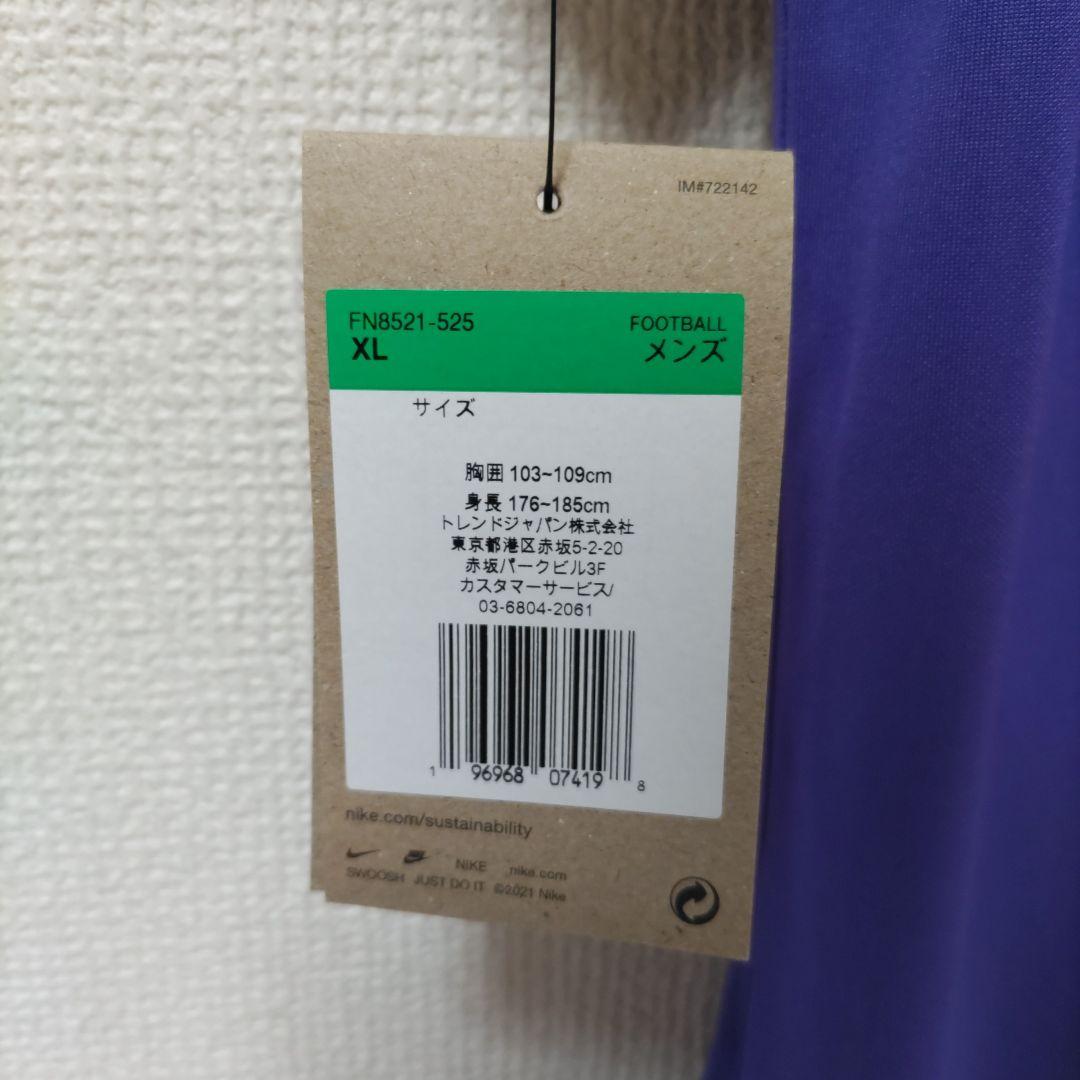 IM#722142
FN8521-525 FOOTBALL
XL メンズ
サイズ
胸囲 103~109cm
身長 176~185cm
トレンドジャパン株式会社
東京都港区赤坂5-2-20
赤坂パークビル3F
カスタマーサービス/
03-6804-2061
1 96968 07419 8
nike.com/sustainability
NIKE nike.com
SWOOSH JUST DO IT ©2021 Nike